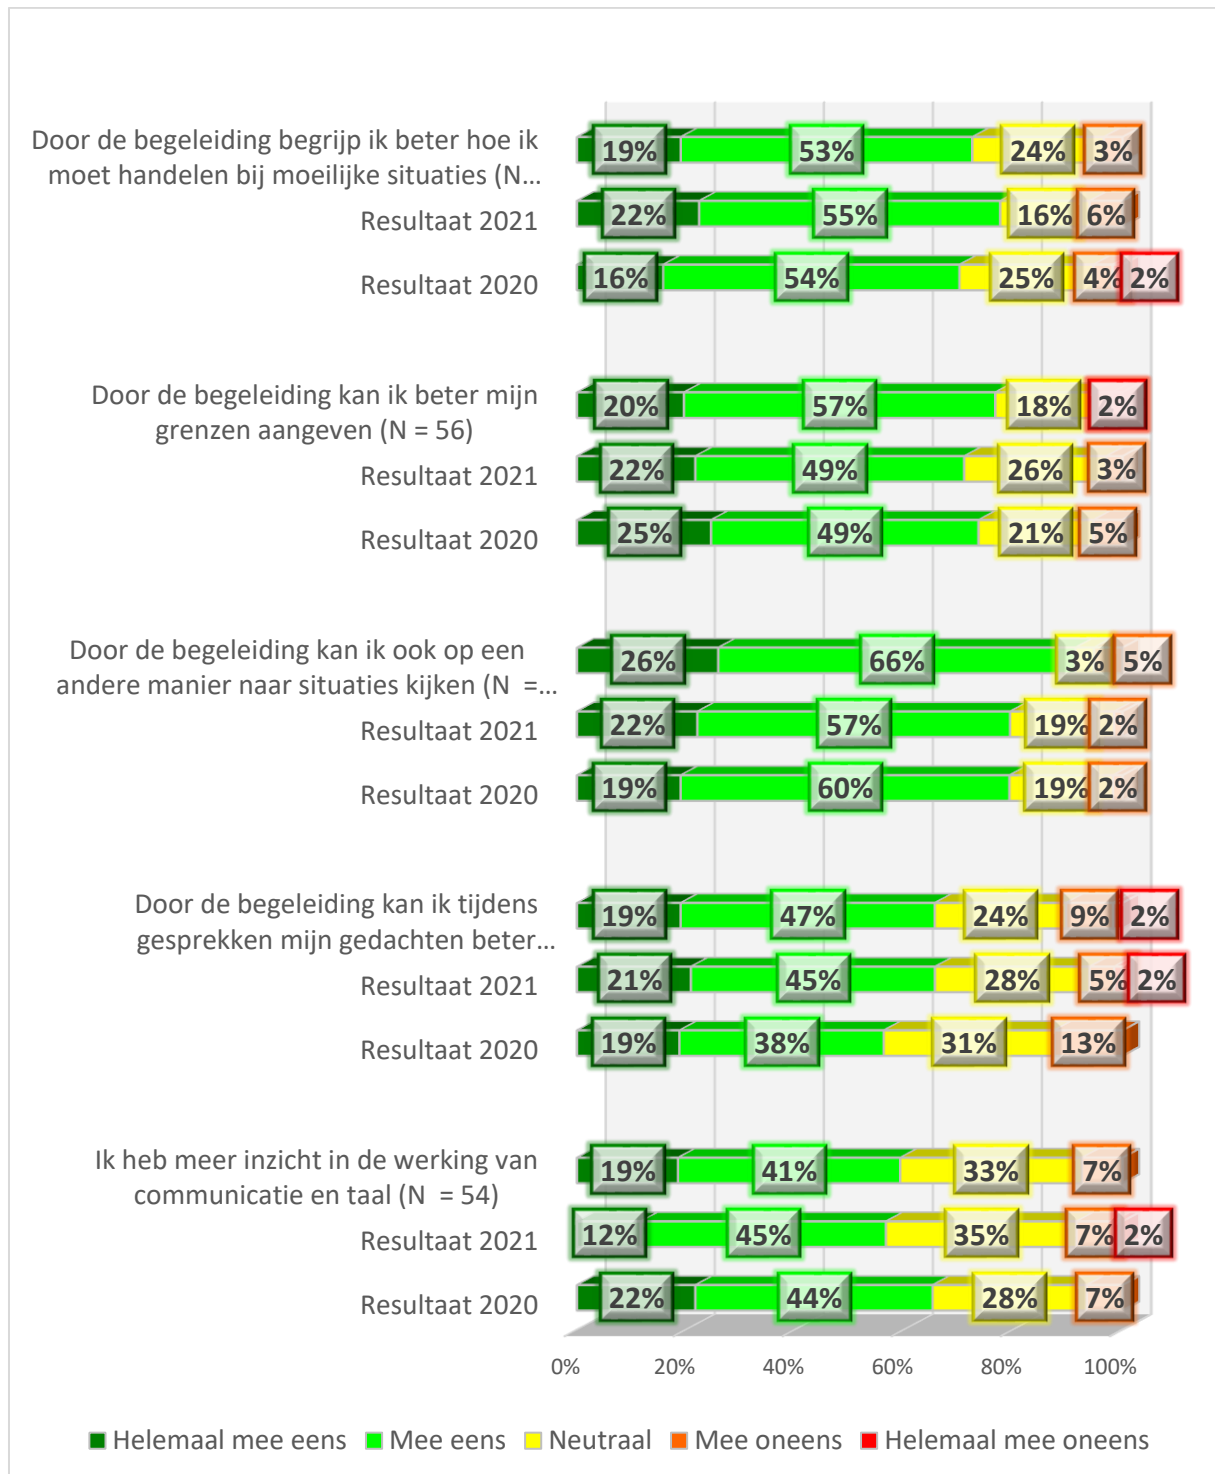 Door de begeleiding begrijp ik beter hoe ik
moet handelen bij moeilijke situaties (N...
19% 53% 24% 3%
Resultaat 2021 22% 55% 16% 6%
Resultaat 2020 16% 54% 25% 4% 2%
Door de begeleiding kan ik beter mijn
grenzen aangeven (N = 56)
20% 57% 18% 2%
Resultaat 2021 22% 49% 26% 3%
Resultaat 2020 25% 49% 21% 5%
Door de begeleiding kan ik ook op een
andere manier naar situaties kijken (N =...
26% 66% 3% 5%
Resultaat 2021 22% 57% 19% 2%
Resultaat 2020 19% 60% 19% 2%
Door de begeleiding kan ik tijdens
gesprekken mijn gedachten beter...
19% 47% 24% 9% 2%
Resultaat 2021 21% 45% 28% 5% 2%
Resultaat 2020 19% 38% 31% 13%
Ik heb meer inzicht in de werking van
communicatie en taal (N = 54)
19% 41% 33% 7%
Resultaat 2021 12% 45% 35% 7% 2%
Resultaat 2020 22% 44% 28% 7%
0% 20% 40% 60% 80% 100%
Helemaal mee eens Mee eens Neutraal Mee oneens Helemaal mee oneens